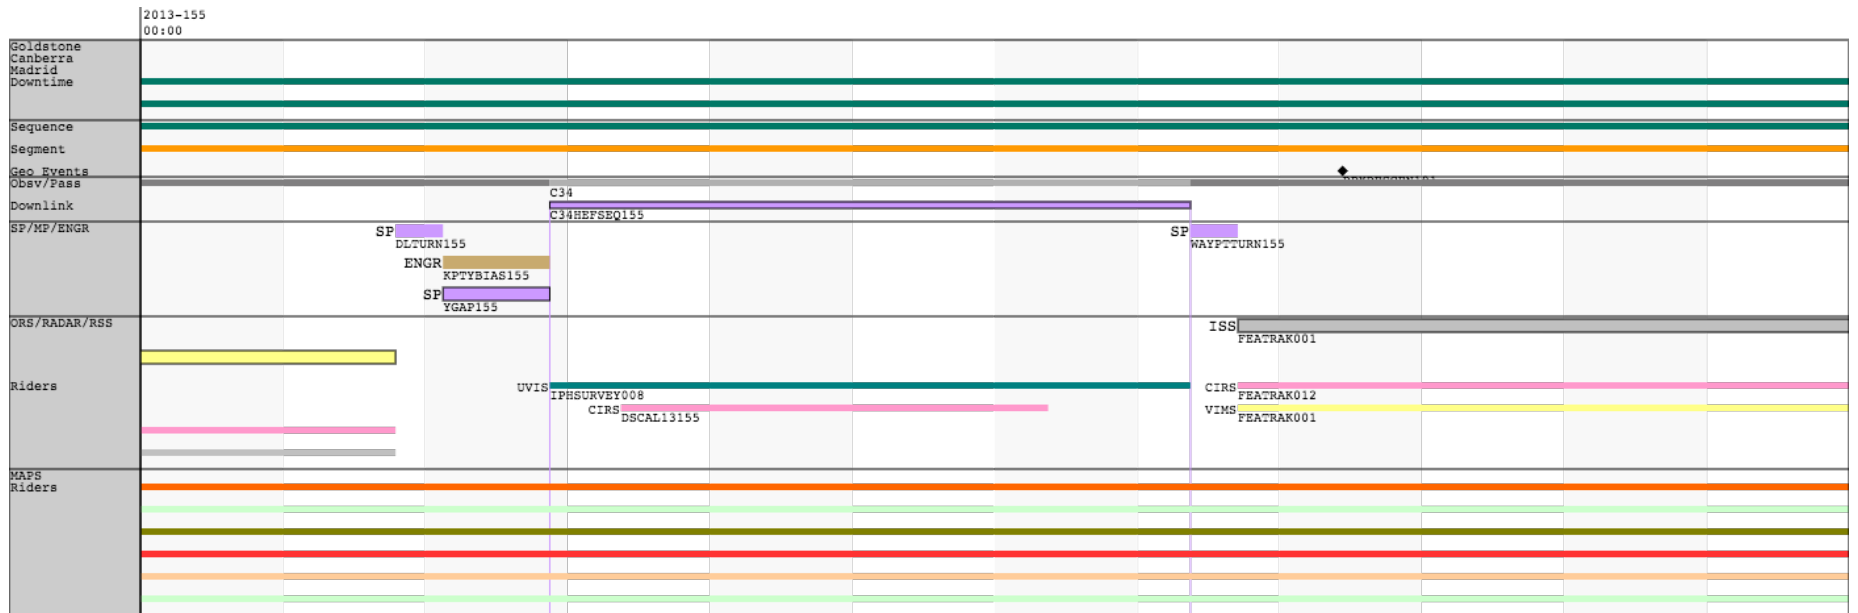 2013-155
00:00
Goldstone
Canberra
Madrid
Downtime
Sequence
Segment
Geo Events
Obsv/Pass
C34
Downlink
C34HEFSEQ155
SP/MP/ENGR
SP
SP
DLTURN155
WAYPTTURN155
ENGR
KPTYBIAS155
SP
YGAP155
ORS/RADAR/RSS
ISS
FEATRAK001
Riders
UVIS
CIRS
IPHSURVEY008
FEATRAK012
CIRS
VIMS
DSCAL13155
FEATRAK001
MAPS
Riders